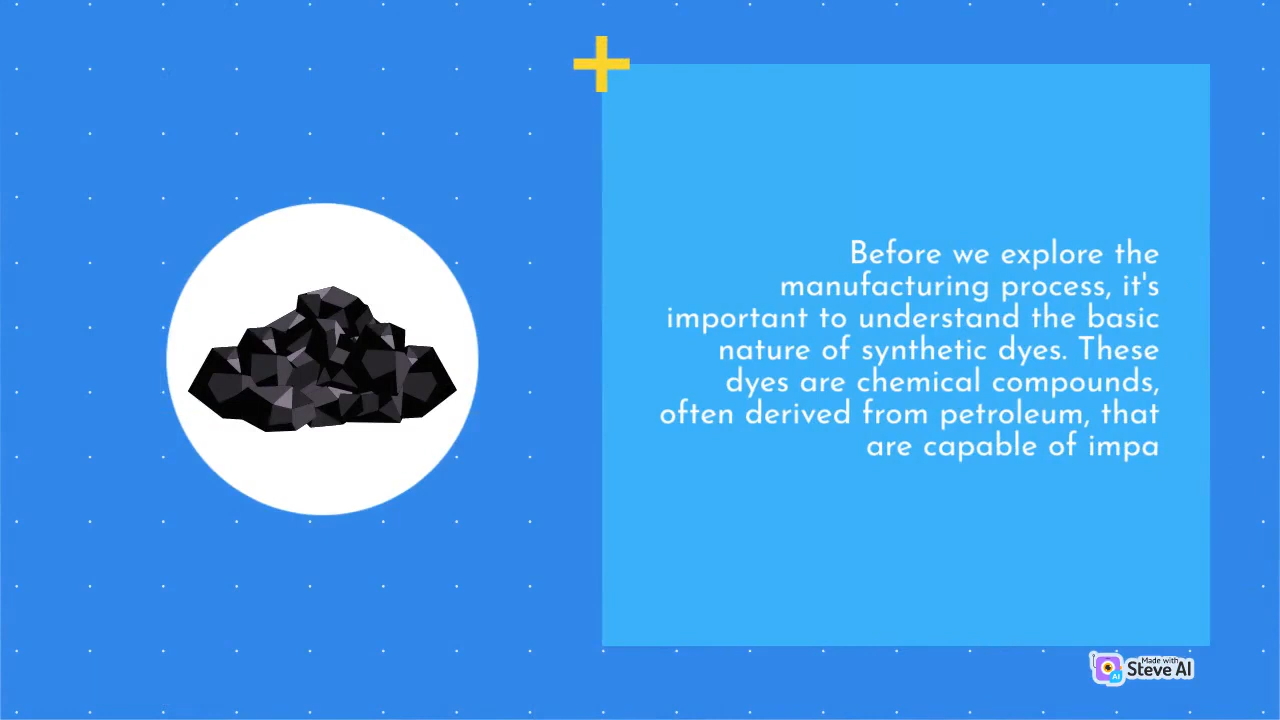 Before we explore the
manufacturing process, it's
important to understand the basic
nature of synthetic dyes. These
dyes are chemical compounds,
often derived from petroleum, that
are capable of impa
Made with
Steve AI
AI